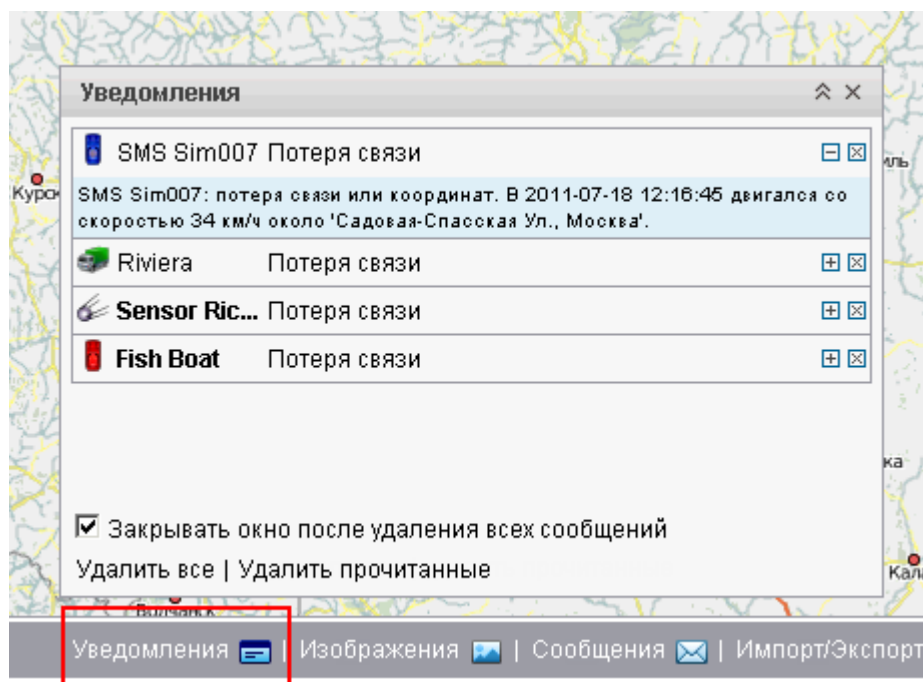 Уведомления
SMS Sim007 Потеря связи
SMS Sim007: потеря связи или координат. В 2011-07-18 12:16:45 двигался со
скоростью 34 км/ч около 'Садовая-Спасская Ул., Москва'.
Riviera Потеря связи
Sensor Ric... Потеря связи
Fish Boat Потеря связи
Закрывать окно после удаления всех сообщений
Удалить все | Удалить прочитанные
Уведомления | Изображения | Сообщения | Импорт/Экспорт